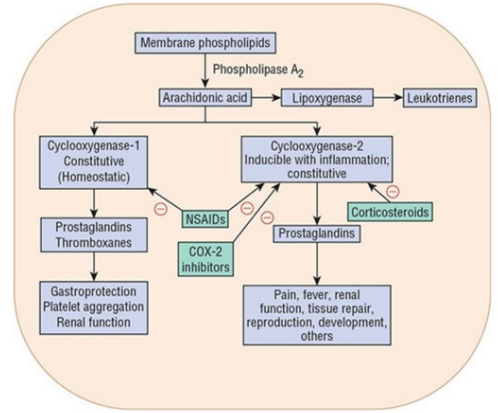 Membrane phospholipids
Phospholipase A2
Arachidonic acid
Lipoxygenase
Leukotrienes
Cyclooxygenase-1
Constitutive
(Homeostatic)
Cyclooxygenase-2
Inducible with inflammation;
constitutive
NSAIDs
Corticosteroids
Prostaglandins
Thromboxanes
COX-2
inhibitors
Prostaglandins
Gastroprotection
Platelet aggregation
Renal function
Pain, fever, renal
function, tissue repair,
reproduction, development,
others